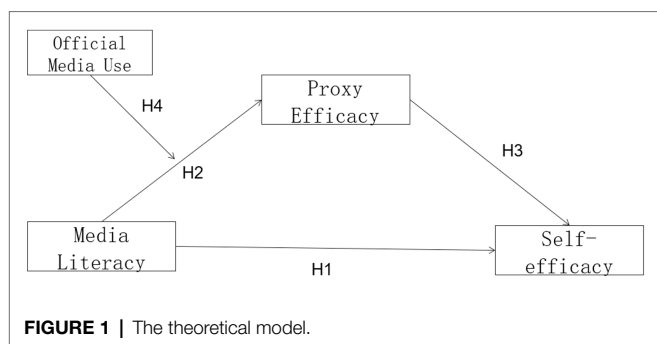 Official
Media Use
H4
Proxy
Efficacy
H2
H3
Media
Literacy
H1
Self-
efficacy
FIGURE 1 | The theoretical model.